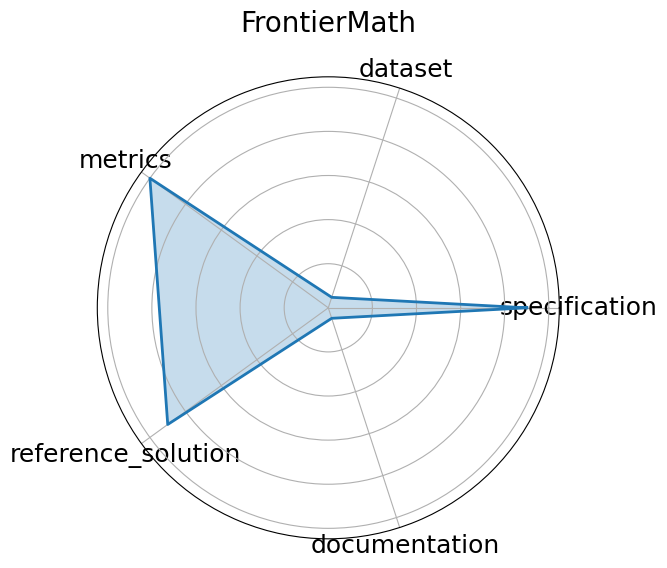 FrontierMath
dataset
metrics
specification
reference_solution
documentation